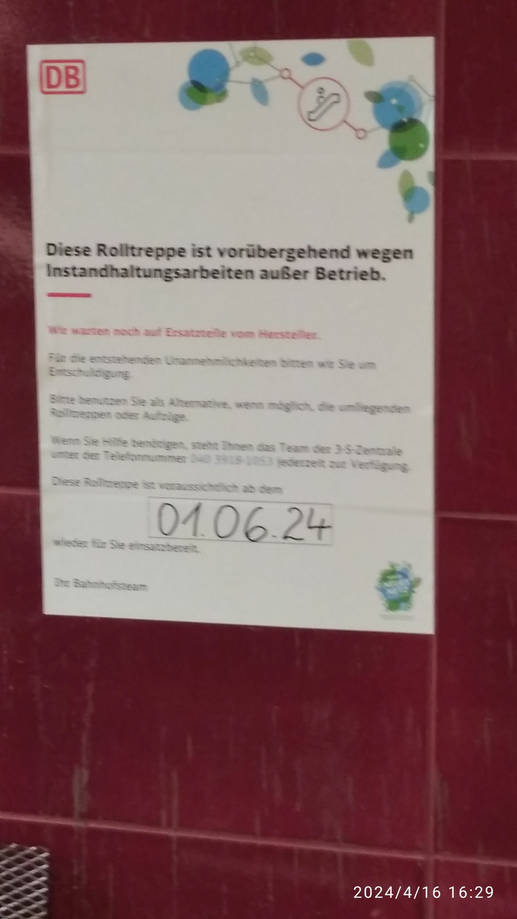 DB
Diese Rolltreppe ist vorübergehend wegen
Instandhaltungsarbeiten außer Betrieb.
Wir warten noch auf Ersatzteile vom Hersteller.
Für die entstehenden Unannehmlichkeiten bitten wir Sie um
Entschuldigung.
Bitte benutzen Sie als Alternative, wenn möglich, die umliegenden
Rolltreppen oder Aufzüge.
Wenn Sie Hilfe benötigen, steht Ihnen das Team der 3-S-Zentrale
unter der Telefonnummer 040 3918-1053 jederzeit zur Verfügung.
Diese Rolltreppe ist voraussichtlich ab dem
01.06.24
wieder für Sie einsatzbereit.
Ihr Bahnhofsteam
2024/4/16 16:29